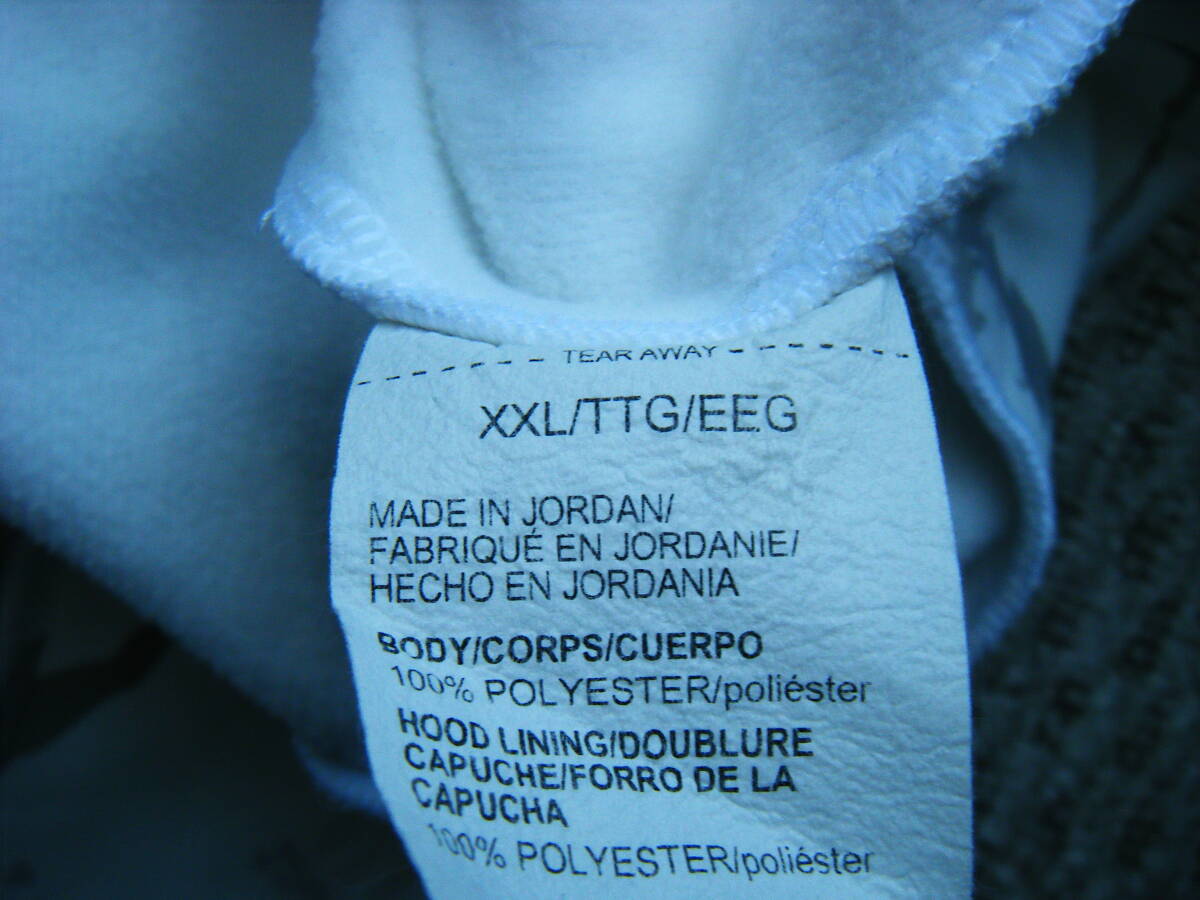 TEAR AWAY
XXL/TTG/EEG
MADE IN JORDAN/
FABRIQUÉ EN JORDANIE/
HECHO EN JORDANIA
BODY/CORPS/CUERPO
100% POLYESTER/poliéster
HOOD LINING/DOUBLURE
CAPUCHE/FORRO DE LA
CAPUCHA
100% POLYESTER/poliéster